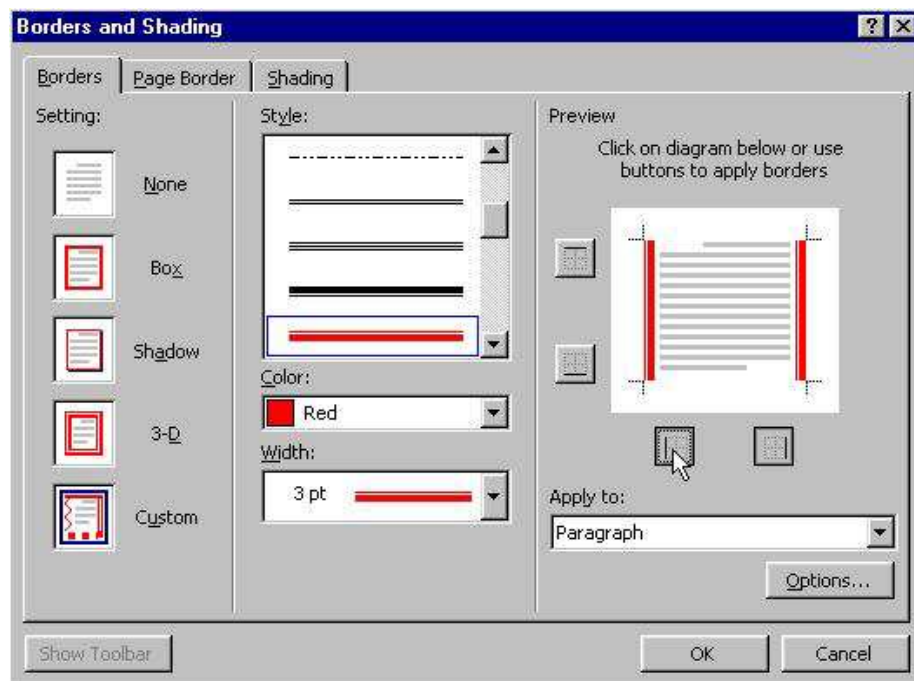 Borders and Shading
Borders
Page Border
Shading
Setting:
None
Box
Shadow
3-D
Custom
Style:
Color:
Red
Width:
3 pt
Preview
Click on diagram below or use
buttons to apply borders
Apply to:
Paragraph
Options...
Show Toolbar
OK
Cancel